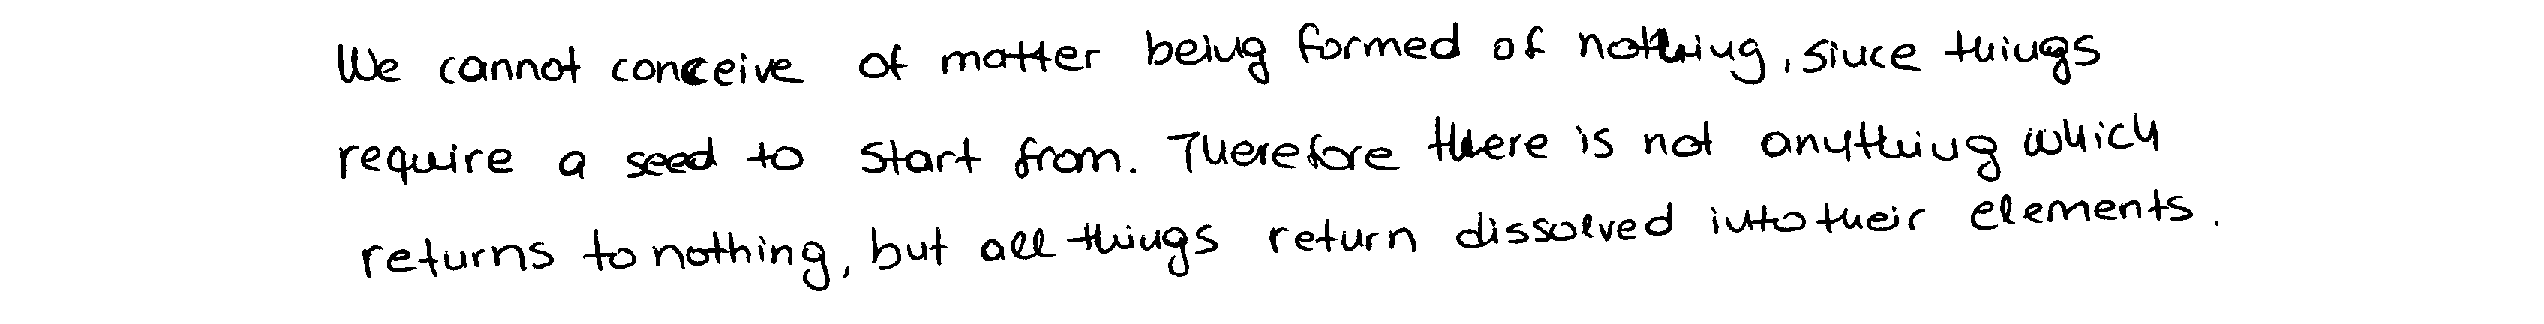 We cannot conceive of matter being formed of nothing, since things
require a seed to start from. Therefore there is not anything which
returns to nothing, but all things return dissolved into their elements.